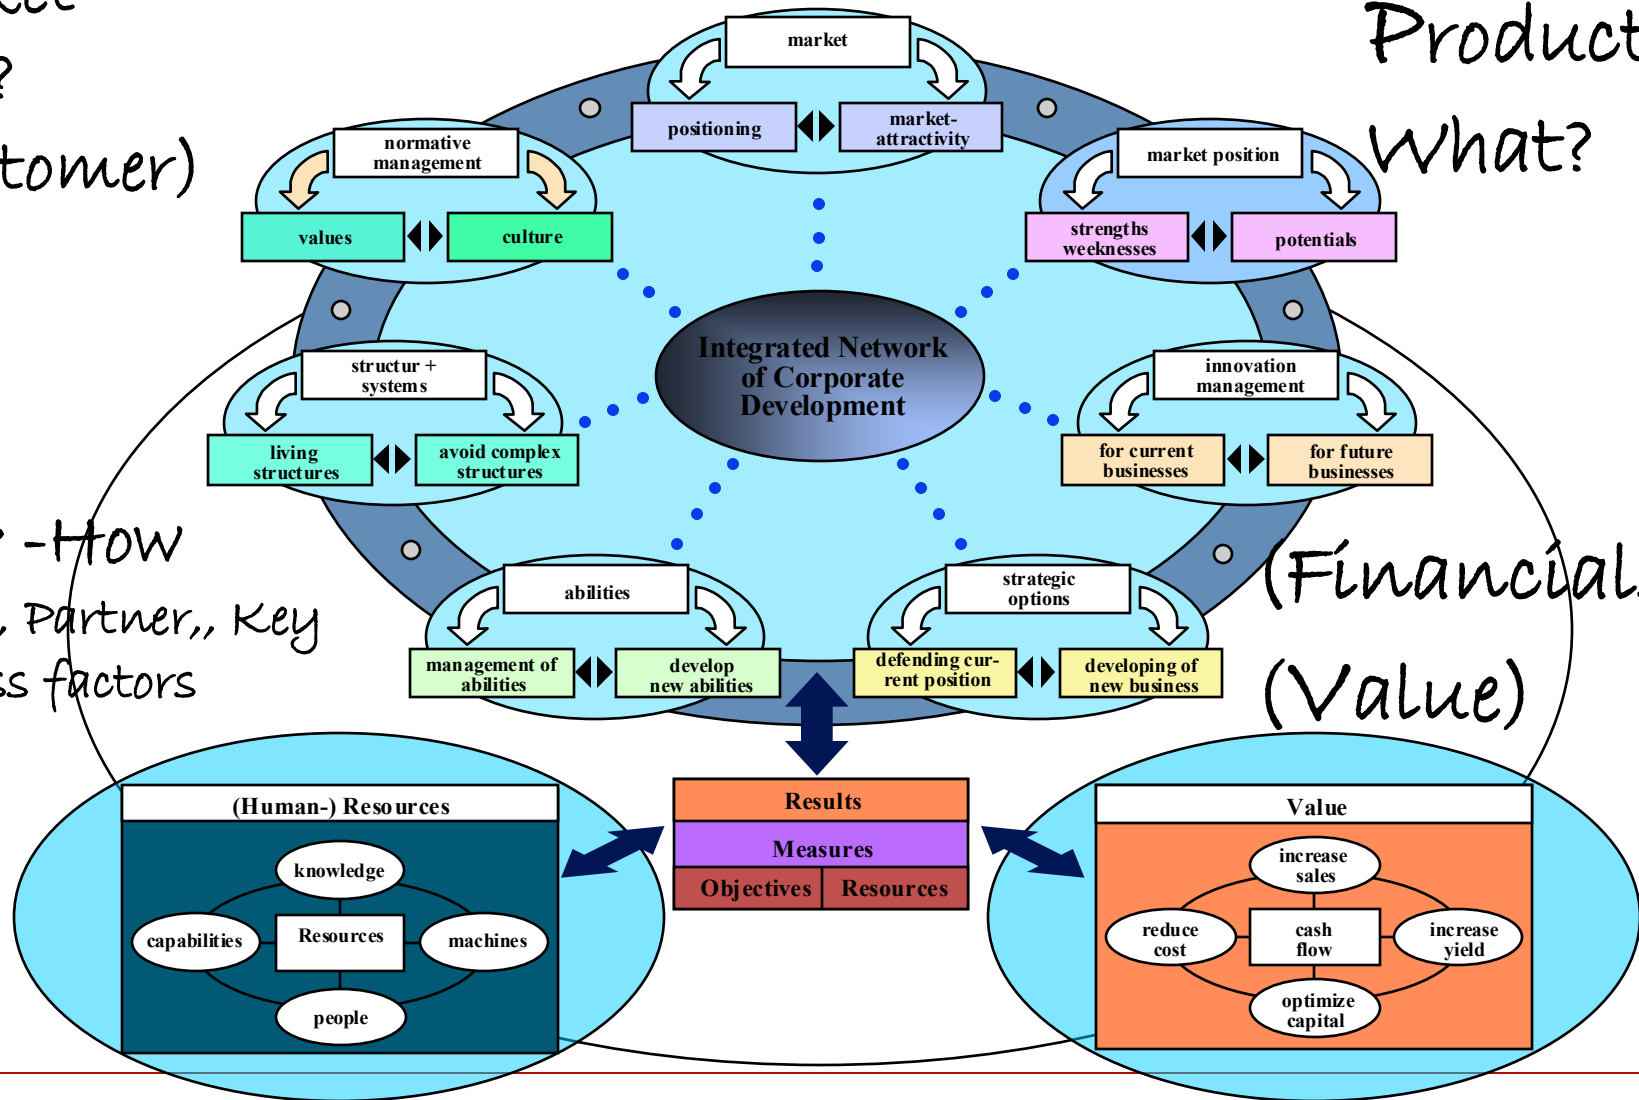 market
positioning
market-
attractivity
Product
What?
?
normative
management
values
culture
market position
strengths
weeknesses
potentials
structur +
systems
living
structures
avoid complex
structures
Integrated Network
of Corporate
Development
innovation
management
for current
businesses
for future
businesses
-How
Partner,, Key
factors
(Financial
(Value)
abilities
management of
abilities
develop
new abilities
strategic
options
defending cur-
rent position
developing of
new business
(Human-) Resources
knowledge
capabilities
Resources
machines
people
Results
Measures
Objectives
Resources
Value
increase
sales
reduce
cost
cash
flow
increase
yield
optimize
capital